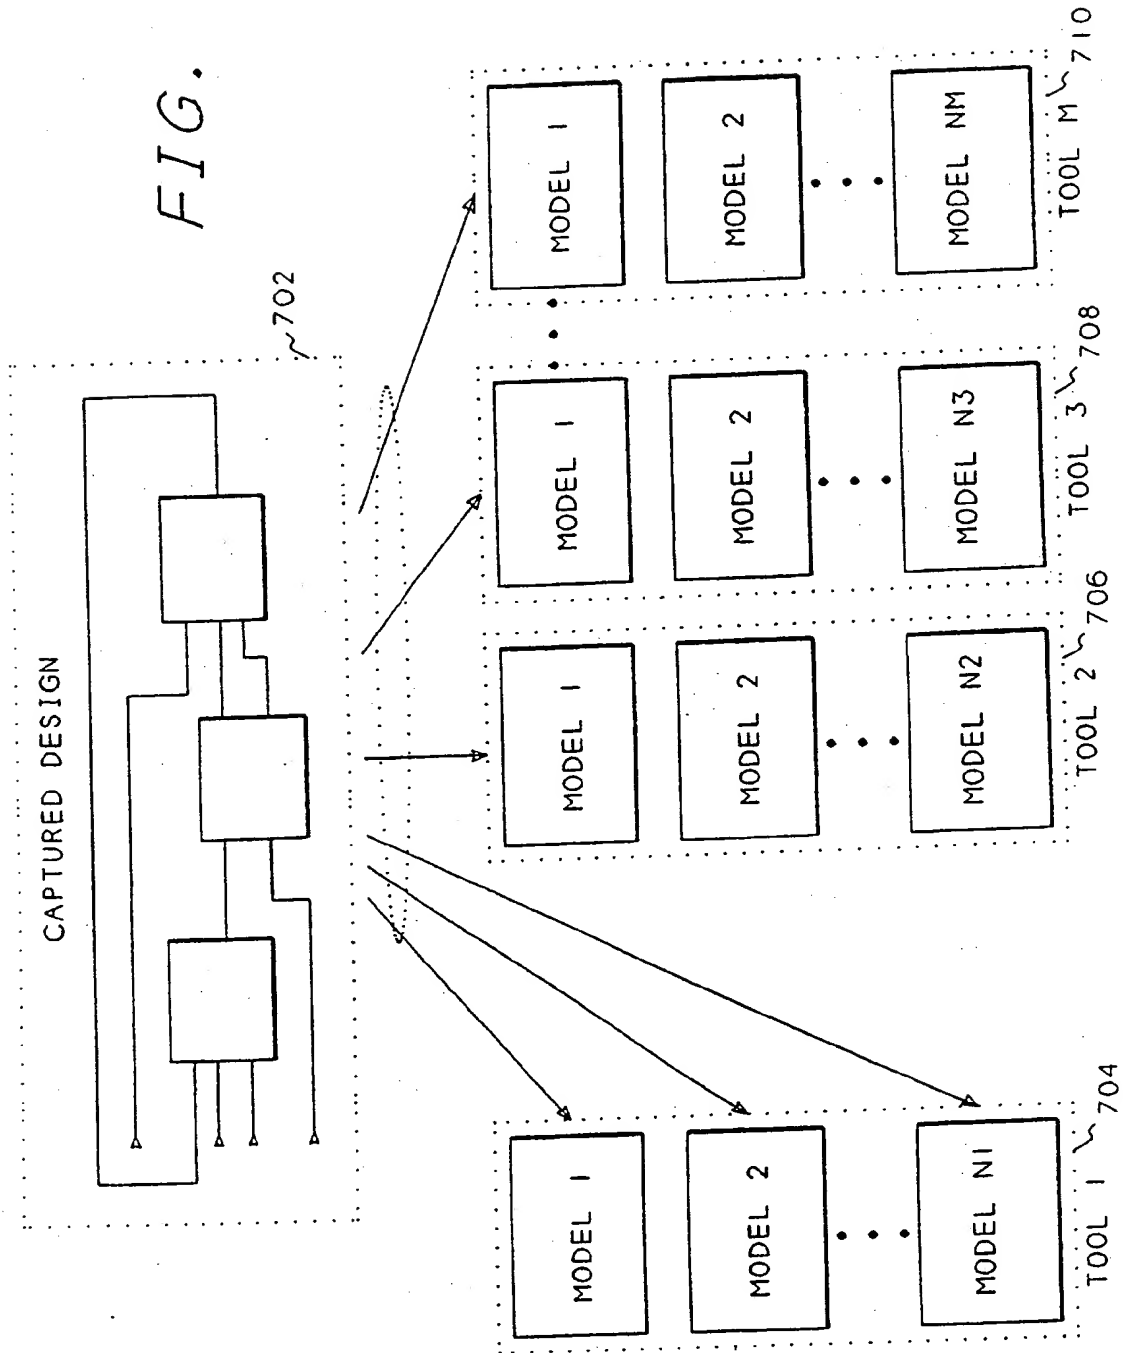 FIG.
CAPTURED DESIGN
702
MODEL 1
MODEL 2
MODEL N1
TOOL 1
704
MODEL 1
MODEL 2
MODEL N2
TOOL 2
706
MODEL 1
MODEL 2
MODEL N3
TOOL 3
708
MODEL 1
MODEL 2
MODEL NM
TOOL M
710